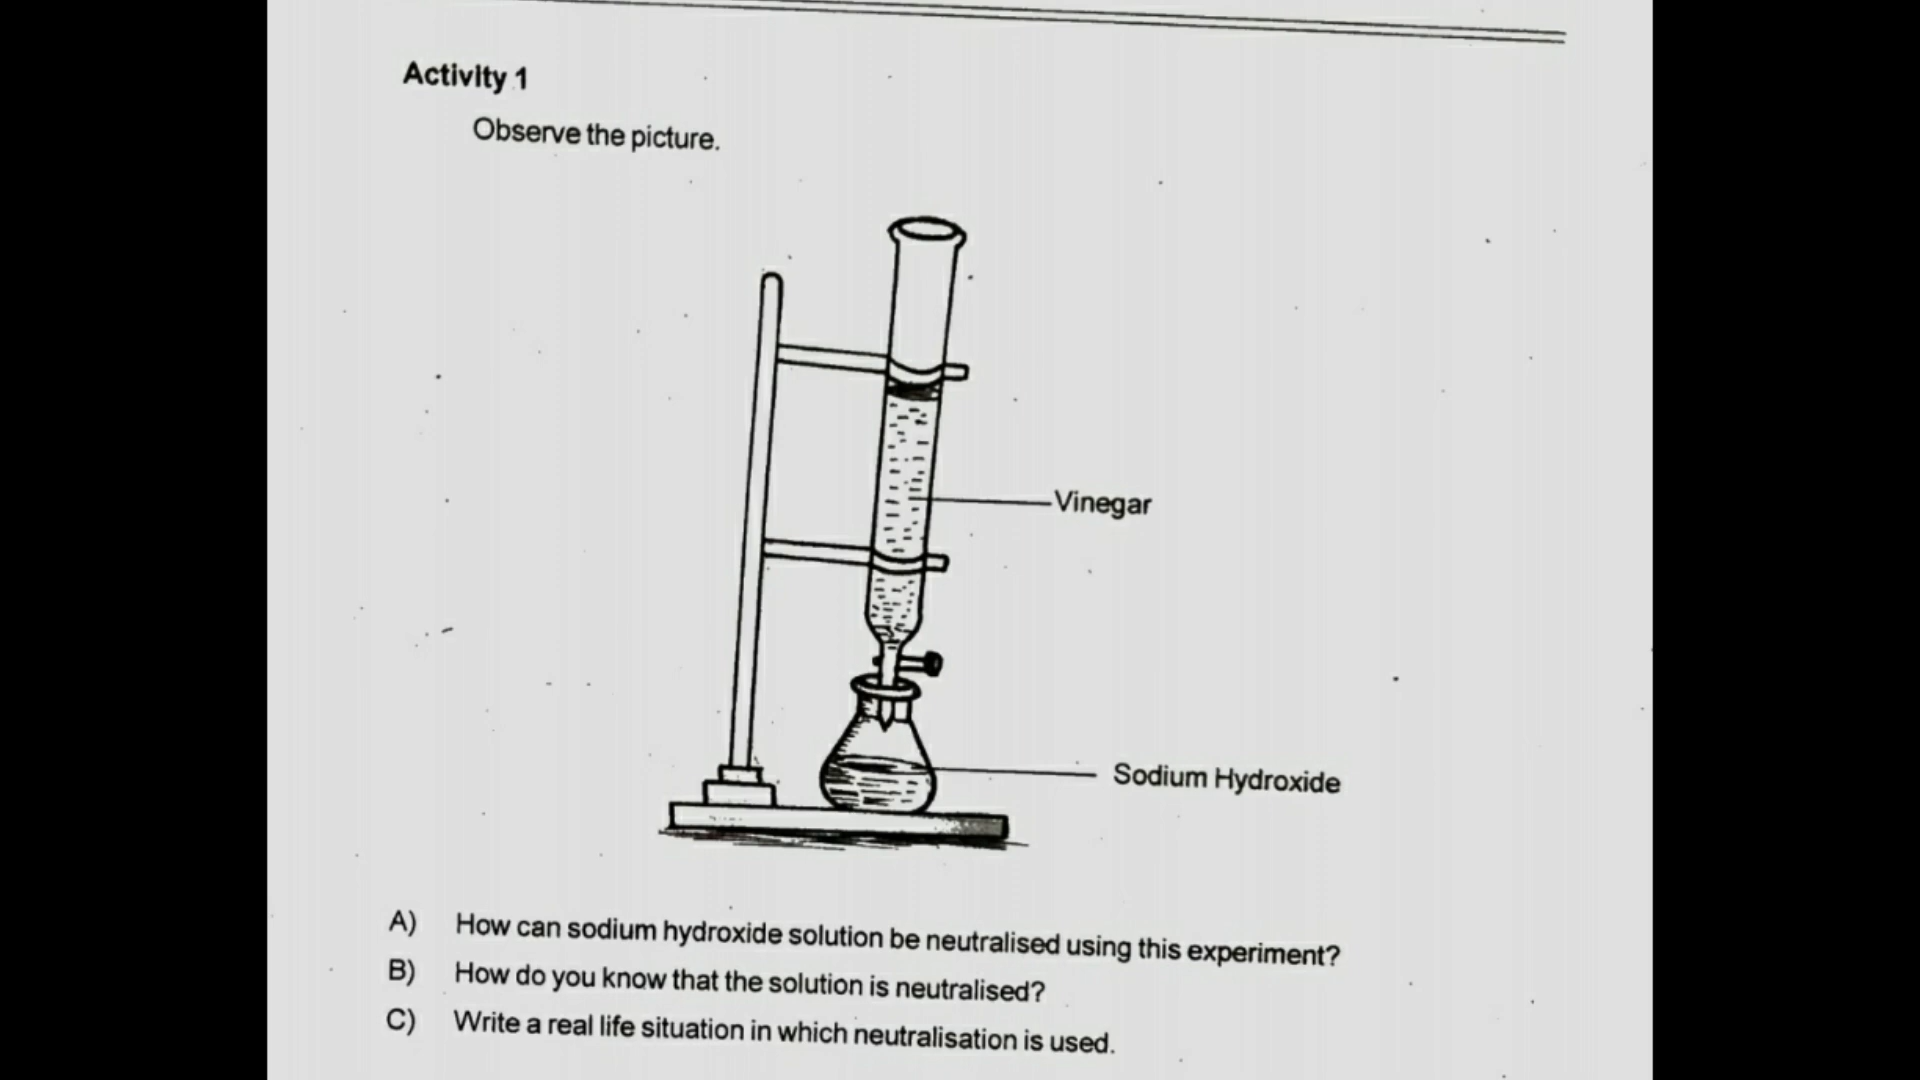 Activity 1
Observe the picture.
Vinegar
Sodium Hydroxide
A) How can sodium hydroxide solution be neutralised using this experiment?
B) How do you know that the solution is neutralised?
C) Write a real life situation in which neutralisation is used.